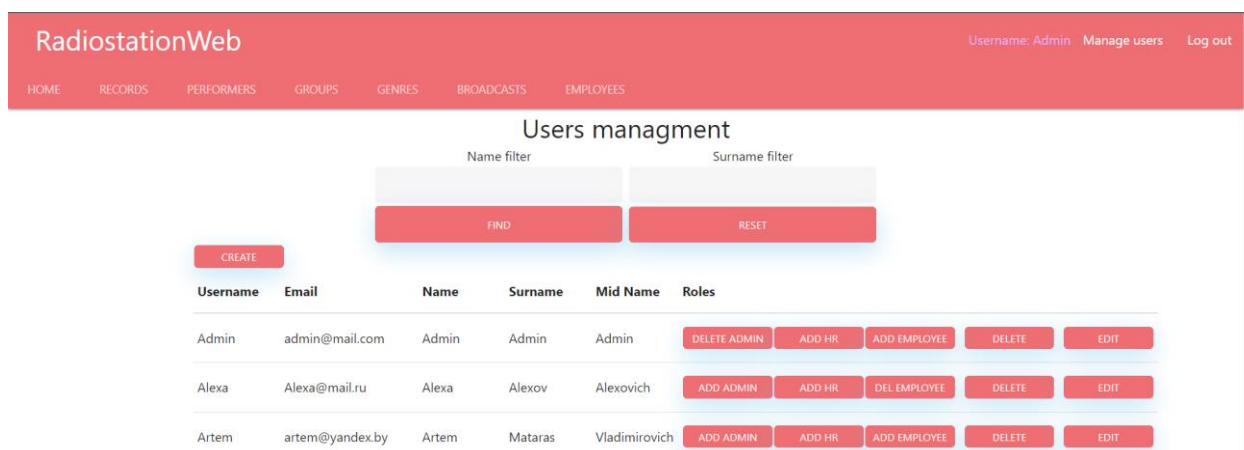 RadiostationWeb
Username: Admin Manage users Log out
HOME RECORDS PERFORMERS GROUPS GENRES BROADCASTS EMPLOYEES
Users managment
Name filter Surname filter
FIND RESET
CREATE
Username Email Name Surname Mid Name Roles
Admin admin@mail.com Admin Admin Admin DELETE ADMIN ADD HR ADD EMPLOYEE DELETE EDIT
Alexa Alexa@mail.ru Alexa Alexov Alexovich ADD ADMIN ADD HR DEL EMPLOYEE DELETE EDIT
Artem artem@yandex.by Artem Mataras Vladimirovich ADD ADMIN ADD HR ADD EMPLOYEE DELETE EDIT